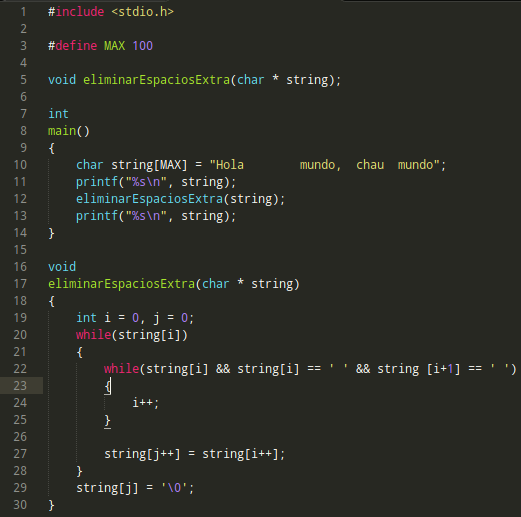 1 #include <stdio.h>
2
3 #define MAX 100
4
5 void eliminarEspaciosExtra(char * string);
6
7 int
8 main()
9 {
10     char string[MAX] = "Hola        mundo,  chau  mundo";
11     printf("%s\n", string);
12     eliminarEspaciosExtra(string);
13     printf("%s\n", string);
14 }
15
16 void
17 eliminarEspaciosExtra(char * string)
18 {
19     int i = 0, j = 0;
20     while(string[i])
21     {
22         while(string[i] && string[i] == ' ' && string [i+1] == ' ')
23         {
24             i++;
25         }
26
27         string[j++] = string[i++];
28     }
29     string[j] = '\0';
30 }